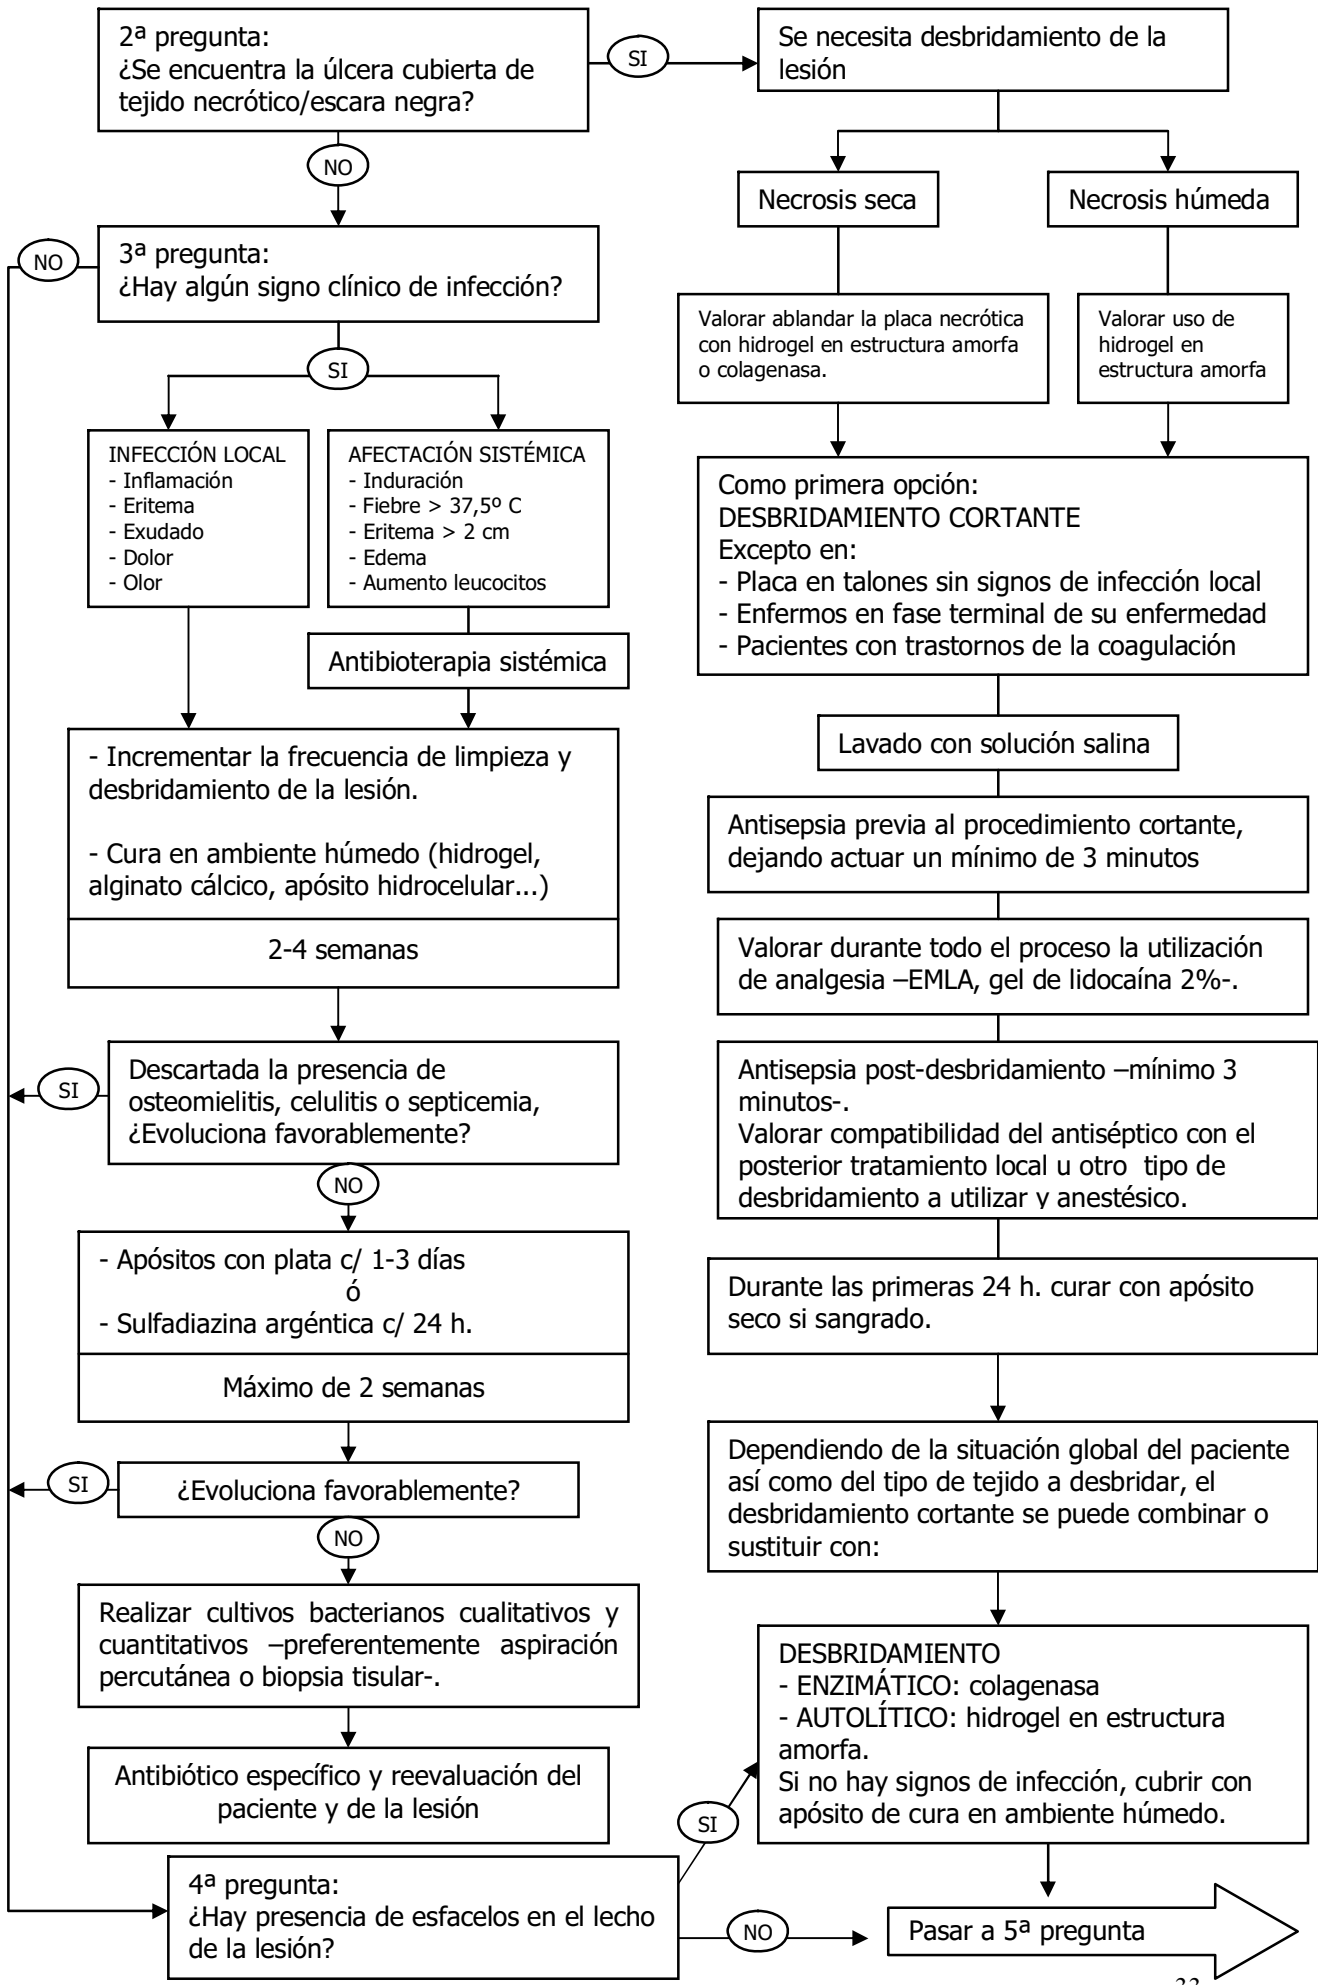 2ª pregunta:
¿Se encuentra la úlcera cubierta de
tejido necrótico/escara negra?
SI
Se necesita desbridamiento de la
lesión
NO
Necrosis seca
Necrosis húmeda
3ª pregunta:
¿Hay algún signo clínico de infección?
NO
SI
Valorar ablandar la placa necrótica
con hidrogel en estructura amorfa
o colagenasa.
Valorar uso de
hidrogel en
estructura amorfa
INFECCIÓN LOCAL
- Inflamación
- Eritema
- Exudado
- Dolor
- Olor
AFECTACIÓN SISTÉMICA
- Induración
- Fiebre > 37,5º C
- Eritema > 2 cm
- Edema
- Aumento leucocitos
Antibioterapia sistémica
Como primera opción:
DESBRIDAMIENTO CORTANTE
Excepto en:
- Placa en talones sin signos de infección local
- Enfermos en fase terminal de su enfermedad
- Pacientes con trastornos de la coagulación
- Incrementar la frecuencia de limpieza y
desbridamiento de la lesión.
- Cura en ambiente húmedo (hidrogel,
alginato cálcico, apósito hidrocelular...)
2-4 semanas
Lavado con solución salina
Antisepsia previa al procedimiento cortante,
dejando actuar un mínimo de 3 minutos
Valorar durante todo el proceso la utilización
de analgesia –EMLA, gel de lidocaína 2%-.
Descartada la presencia de
osteomielitis, celulitis o septicemia,
¿Evoluciona favorablemente?
SI
NO
Antisepsia post-desbridamiento –mínimo 3
minutos-.
Valorar compatibilidad del antiséptico con el
posterior tratamiento local u otro tipo de
desbridamiento a utilizar y anestésico.
- Apósitos con plata c/ 1-3 días
ó
- Sulfadiazina argéntica c/ 24 h.
Máximo de 2 semanas
Durante las primeras 24 h. curar con apósito
seco si sangrado.
¿Evoluciona favorablemente?
SI
NO
Dependiendo de la situación global del paciente
así como del tipo de tejido a desbridar, el
desbridamiento cortante se puede combinar o
sustituir con:
Realizar cultivos bacterianos cualitativos y
cuantitativos –preferentemente aspiración
percutánea o biopsia tisular-.
Antibiótico específico y reevaluación del
paciente y de la lesión
DESBRIDAMIENTO
- ENZIMÁTICO: colagenasa
- AUTOLÍTICO: hidrogel en estructura
amorfa.
Si no hay signos de infección, cubrir con
apósito de cura en ambiente húmedo.
SI
4ª pregunta:
¿Hay presencia de esfacelos en el lecho
de la lesión?
NO
Pasar a 5ª pregunta